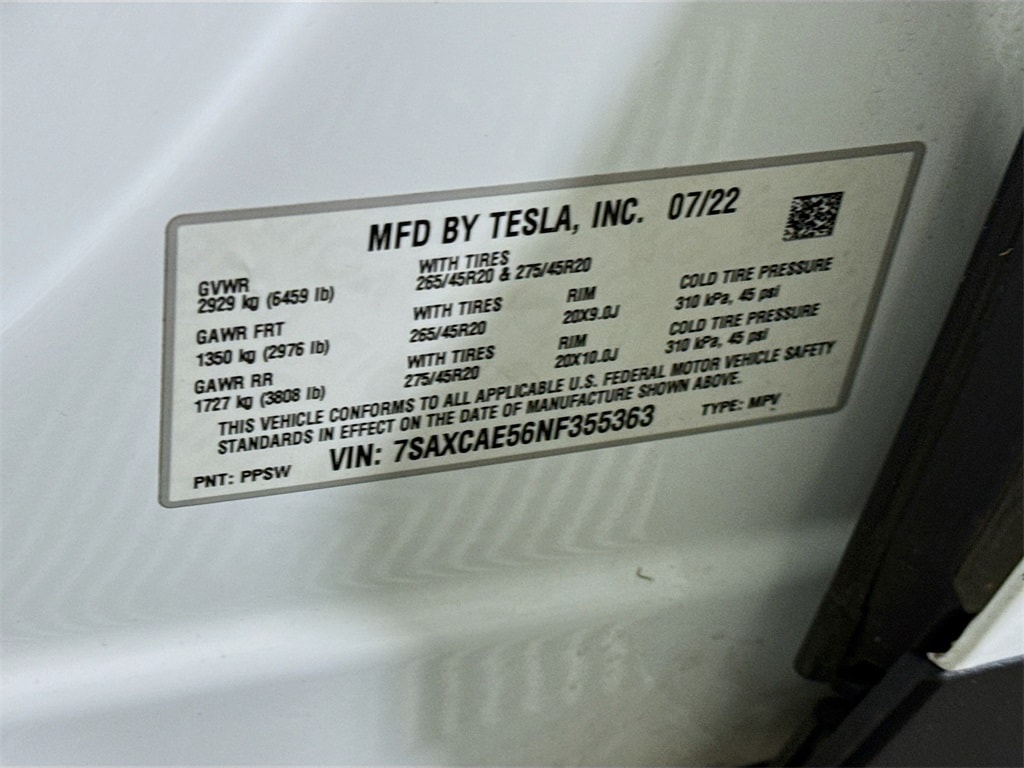 MFD BY TESLA, INC. 07/22
GVWR
2929 kg (6459 lb)
WITH TIRES
265/45R20 & 275/45R20
GAWR FRT
1350 kg (2976 lb)
WITH TIRES
265/45R20
RIM
20X9.0J
COLD TIRE PRESSURE
310 kPa, 45 psi
GAWR RR
1727 kg (3808 lb)
WITH TIRES
275/45R20
RIM
20X10.0J
COLD TIRE PRESSURE
310 kPa, 45 psi
THIS VEHICLE CONFORMS TO ALL APPLICABLE U.S. FEDERAL MOTOR VEHICLE SAFETY
STANDARDS IN EFFECT ON THE DATE OF MANUFACTURE SHOWN ABOVE.
PNT: PPSW VIN: 7SAXCAE56NF355363 TYPE: MPV